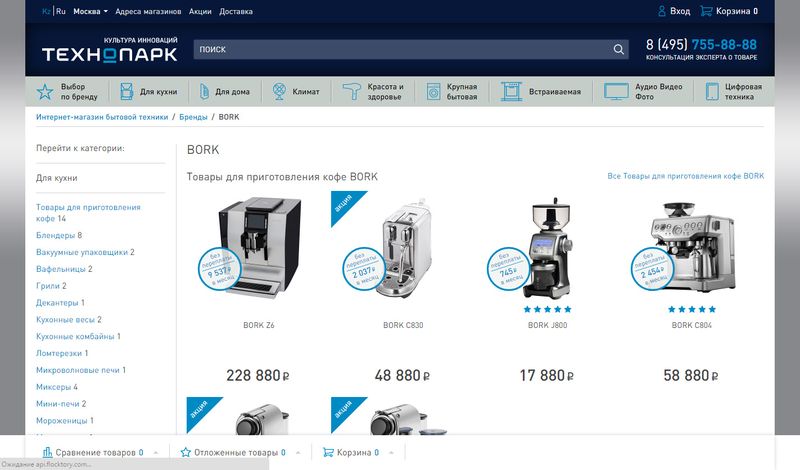 Kz | Ru Москва Адреса магазинов Акции Доставка Вход Корзина 0
КУЛЬТУРА ИННОВАЦИЙ
ТЕХНОПАРК
ПОИСК
8 (495) 755-88-88
КОНСУЛЬТАЦИЯ ЭКСПЕРТА О ТОВАРЕ
Выбор
по бренду
Для кухни
Для дома
Климат
Красота и
здоровье
Крупная
бытовая
Встраиваемая
Аудио Видео
Фото
Цифровая
техника
Интернет-магазин бытовой техники / Бренды / BORK
Перейти к категории:
Для кухни
Товары для приготовления
кофе 14
Блендеры 8
Вакуумные упаковщики 2
Вафельницы 2
Грили 2
Декантеры 1
Кухонные весы 2
Кухонные комбайны 1
Ломтерезки 1
Микроволновые печи 1
Миксеры 4
Мини-печи 2
Мороженицы 1
BORK
Товары для приготовления кофе BORK
Все Товары для приготовления кофе BORK
без
переплаты
9 537₽
в месяц
BORK Z6
228 880 ₽
акция
без
переплаты
2 037₽
в месяц
BORK C830
48 880 ₽
без
переплаты
745₽
в месяц
BORK J800
17 880 ₽
без
переплаты
2 454₽
в месяц
BORK C804
58 880 ₽
акция
акция
Сравнение товаров 0 Отложенные товары 0 Корзина 0
Ожидание api.flocktory.com...